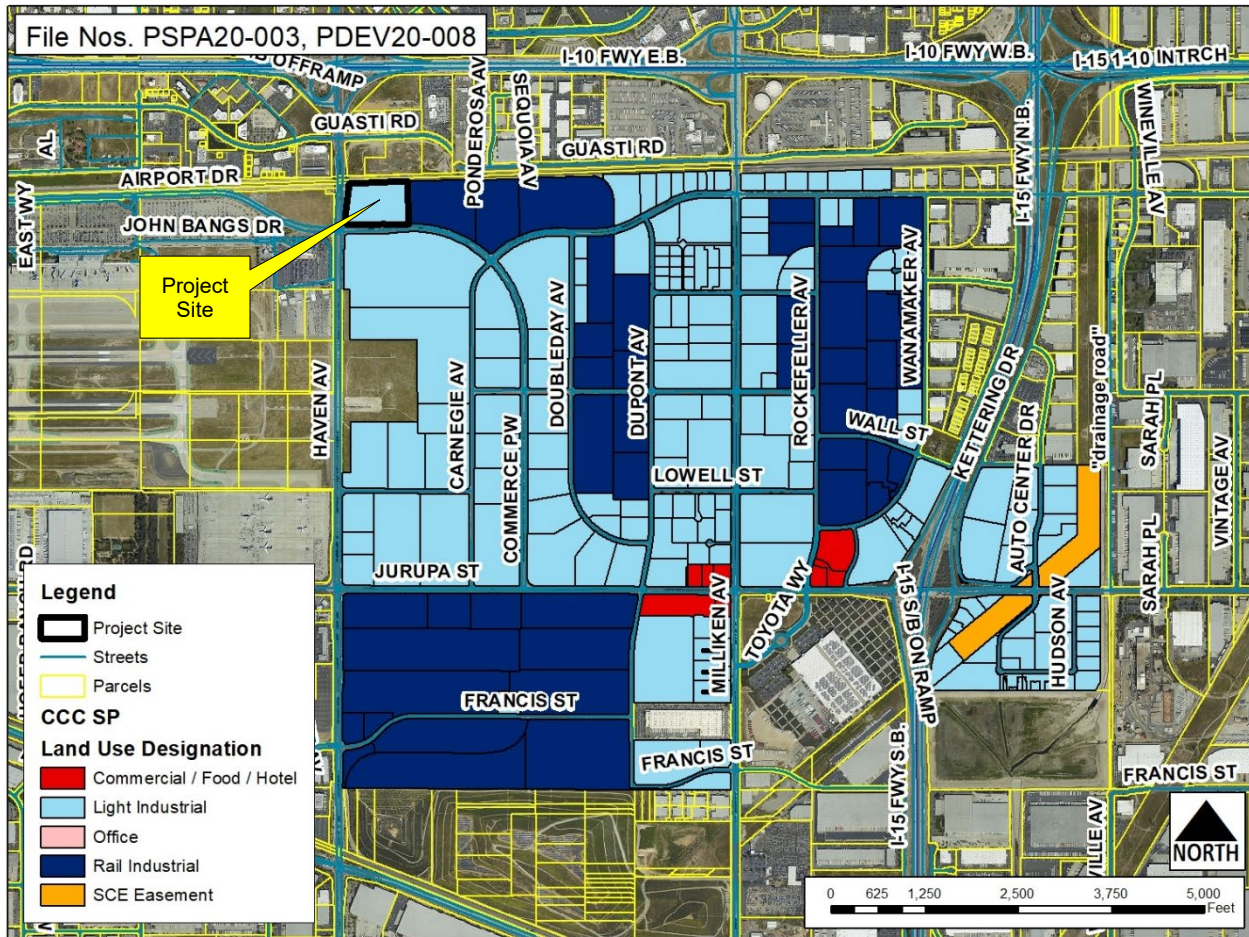 File Nos. PSPA20-003, PDEV20-008
OFFRAMP
I-10 FWY E.B.
I-10 FWY W.B.
I-15 1-10 INTRCH
PONDEROSA AV
SEQUOIA AV
GUASTI RD
GUASTI RD
I-15 FWY N.B.
WINEVILLE AV
AL
AIRPORT DR
EAST WY
JOHN BANGS DR
Project
Site
HAVEN AV
CARNEGIE AV
COMMERCE PW
DOUBLEDAY AV
DUPONT AV
ROCKEFELLER AV
WANAMAKER AV
KETTERING DR
"drainage road"
SARAH PL
WALL ST
LOWELL ST
AUTO CENTER DR
VINTAGE AV
SARAH PL
JURUPA ST
MILLIKEN AV
TOYOTA WY
I-15 S/B ON RAMP
HUDSON AV
FRANCIS ST
FRANCIS ST
I-15 FWY S.B.
FRANCIS ST
VILLE AV
Legend
Project Site
Streets
Parcels
CCC SP
Land Use Designation
Commercial / Food / Hotel
Light Industrial
Office
Rail Industrial
SCE Easement
NORTH
0 625 1,250 2,500 3,750 5,000
Feet